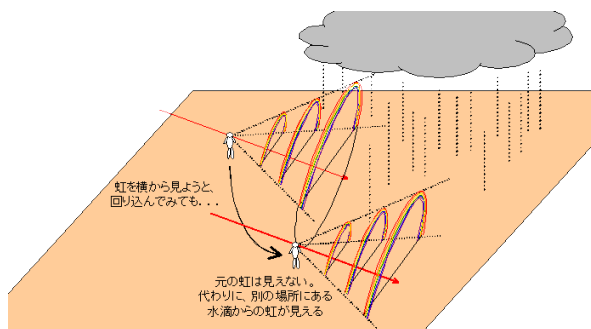 虹を横から見ようと、
回り込んでみても...
元の虹は見えない。
代わりに、別の場所にある
水滴からの虹が見える